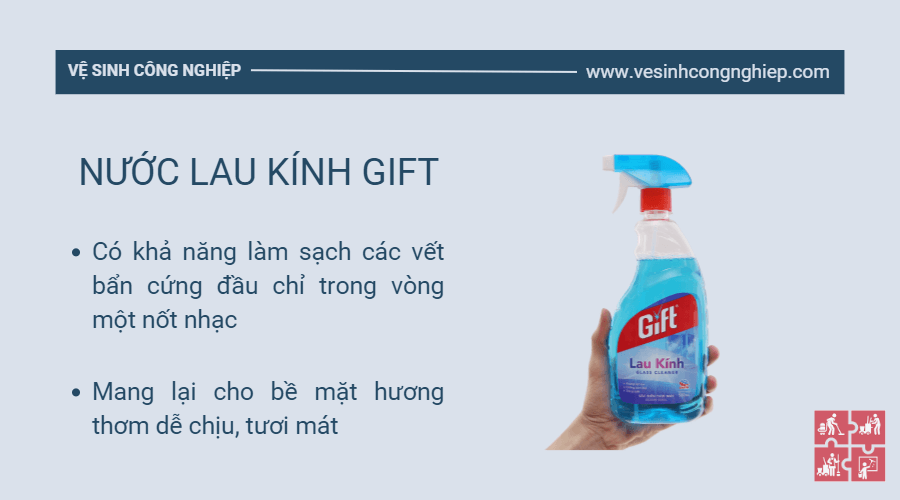 VỆ SINH CÔNG NGHIỆP
www.vesinhcongnghiep.com
NƯỚC LAU KÍNH GIFT
Có khả năng làm sạch các vết
bẩn cứng đầu chỉ trong vòng
một nốt nhạc
Mang lại cho bề mặt hương
thơm dễ chịu, tươi mát
Gift
Lau Kính
GLASS CLEANER